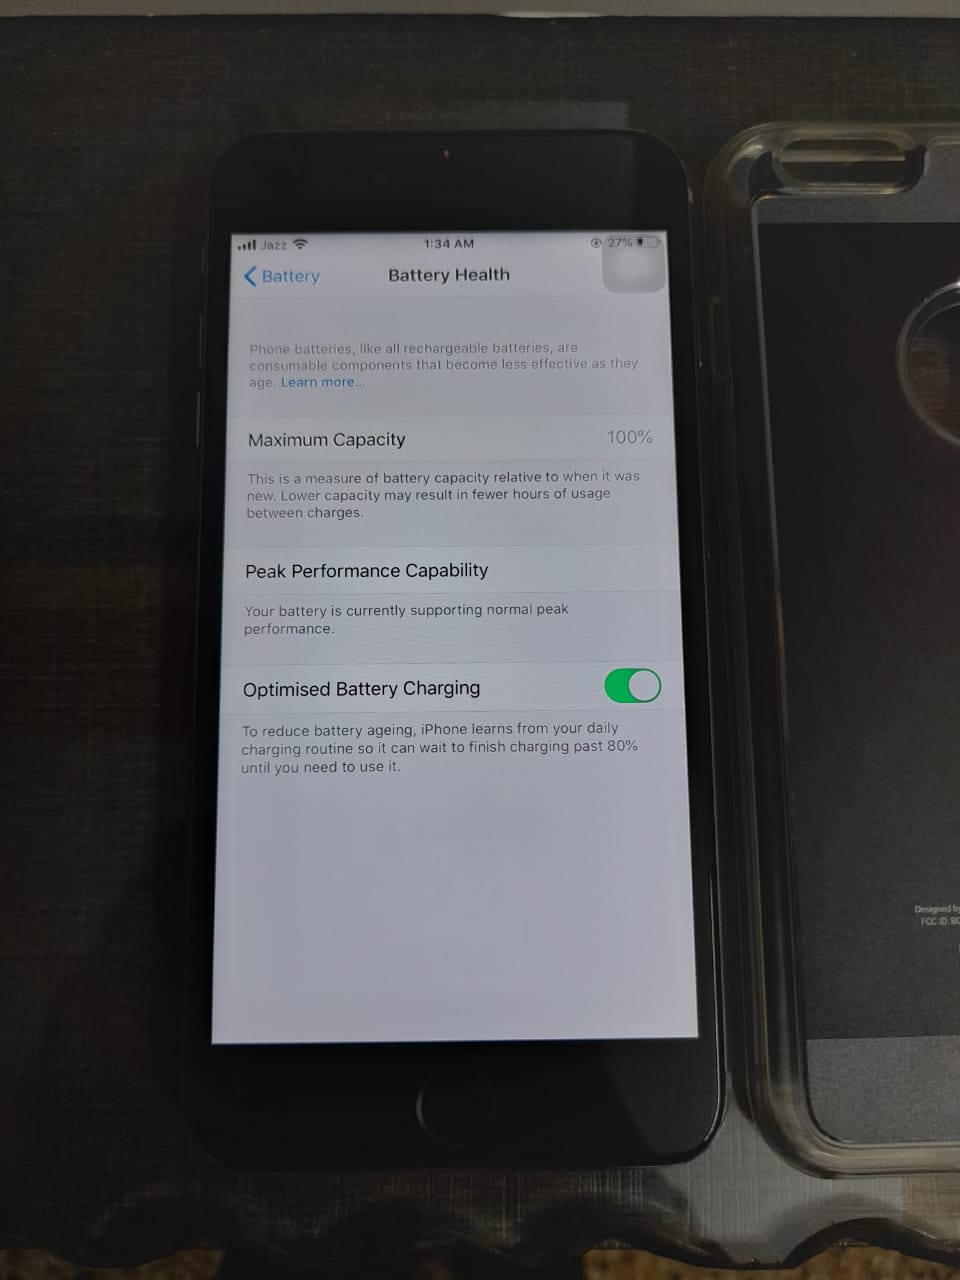 Jazz 1:34 AM 27%
Battery Battery Health
Phone batteries, like all rechargeable batteries, are
consumable components that become less effective as they
age. Learn more...
Maximum Capacity 100%
This is a measure of battery capacity relative to when it was
new. Lower capacity may result in fewer hours of usage
between charges.
Peak Performance Capability
Your battery is currently supporting normal peak
performance.
Optimised Battery Charging
To reduce battery ageing, iPhone learns from your daily
charging routine so it can wait to finish charging past 80%
until you need to use it.
Designed by
FCC ID: BC